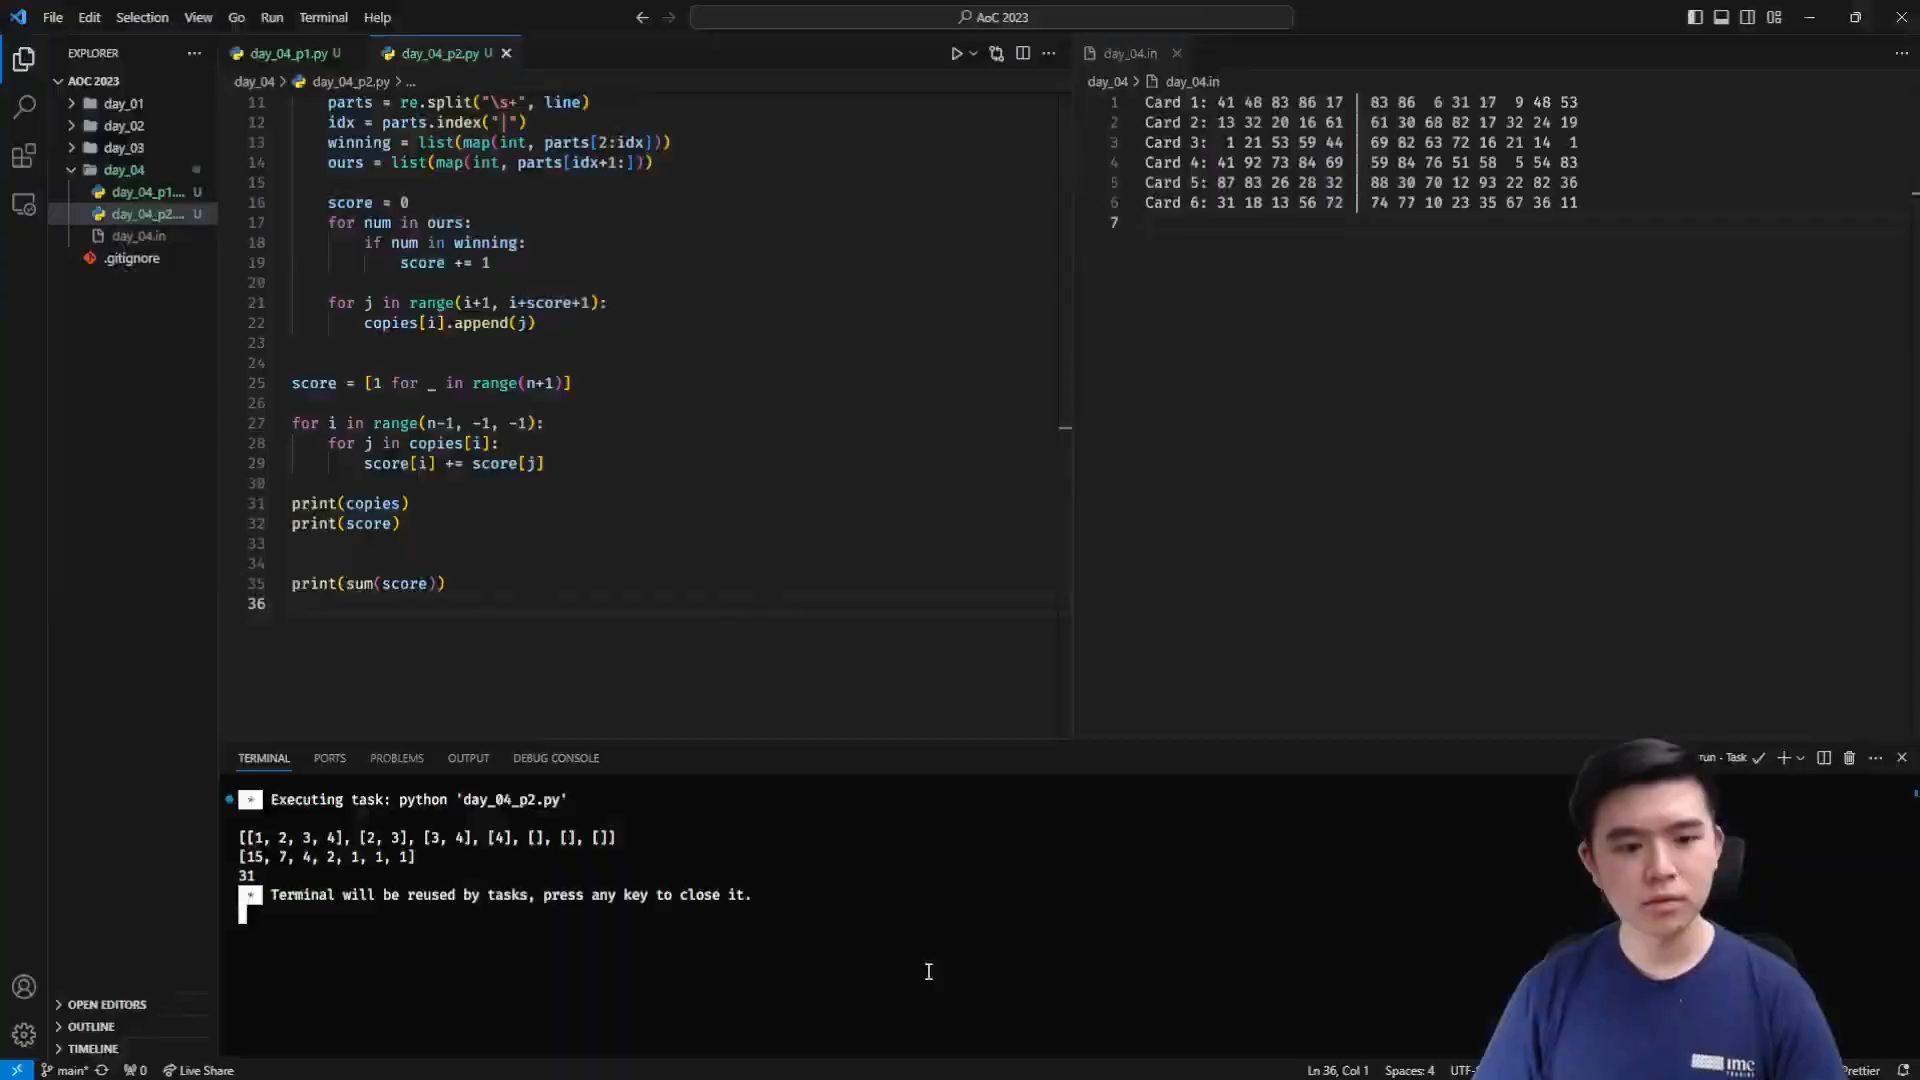 File Edit Selection View Go Run Terminal Help
AoC 2023
EXPLORER
AOC 2023
day_01
day_02
day_03
day_04
day_04_p1.... U
day_04_p2.... U
day_04.in
.gitignore
OPEN EDITORS
OUTLINE
TIMELINE
day_04_p1.py U
day_04_p2.py U
day_04 > day_04_p2.py > ...
11 parts = re.split("\s+", line)
12 idx = parts.index("|")
13 winning = list(map(int, parts[2:idx]))
14 ours = list(map(int, parts[idx+1:]))
15
16 score = 0
17 for num in ours:
18 if num in winning:
19 score += 1
20
21 for j in range(i+1, i+score+1):
22 copies[i].append(j)
23
24
25 score = [1 for _ in range(n+1)]
26
27 for i in range(n-1, -1, -1):
28 for j in copies[i]:
29 score[i] += score[j]
30
31 print(copies)
32 print(score)
33
34
35 print(sum(score))
36
day_04.in
day_04 > day_04.in
1 Card 1: 41 48 83 86 17 | 83 86 6 31 17 9 48 53
2 Card 2: 13 32 20 16 61 | 61 30 68 82 17 32 24 19
3 Card 3: 1 21 53 59 44 | 69 82 63 72 16 21 14 1
4 Card 4: 41 92 73 84 69 | 59 84 76 51 58 5 54 83
5 Card 5: 87 83 26 28 32 | 88 30 70 12 93 22 82 36
6 Card 6: 31 18 13 56 72 | 74 77 10 23 35 67 36 11
7
TERMINAL PORTS PROBLEMS OUTPUT DEBUG CONSOLE
run - Task
* Executing task: python 'day_04_p2.py'
[[1, 2, 3, 4], [2, 3], [3, 4], [4], [], [], []]
[15, 7, 4, 2, 1, 1, 1]
31
* Terminal will be reused by tasks, press any key to close it.
imc
main* 0 Live Share
Ln 36, Col 1 Spaces: 4 UTF- Prettier